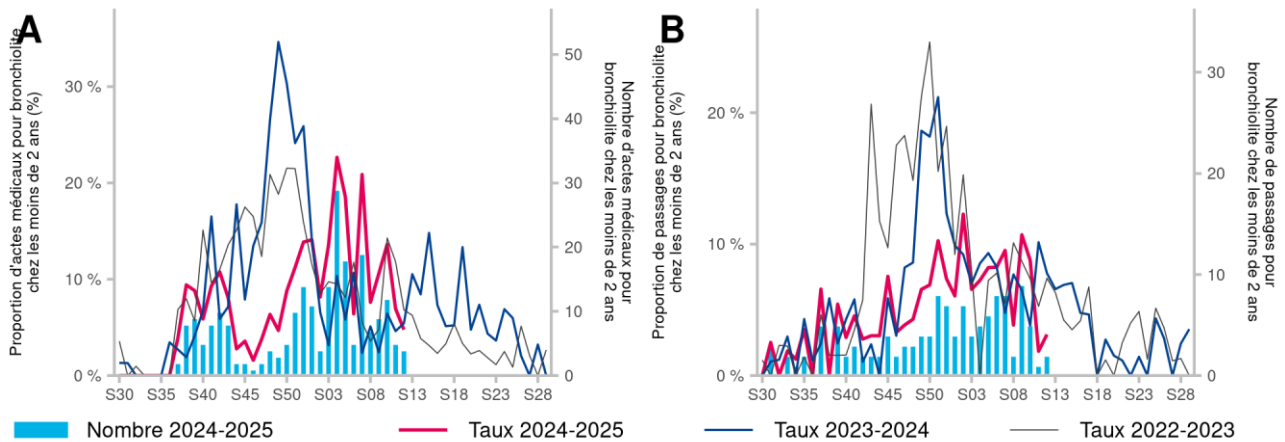 A
Proportion d'actes médicaux pour bronchiolite
chez les moins de 2 ans (%)
30 %
20 %
10 %
0 %
50
40
30
20
10
0
Nombre d'actes médicaux pour
bronchiolite chez les moins de 2 ans
S30 S40 S50 S03 S08 S13 S18 S23 S28
B
Proportion de passages pour bronchiolite
chez les moins de 2 ans (%)
20 %
10 %
0 %
30
20
10
0
Nombre de passages pour
bronchiolite chez les moins de 2 ans
S30 S35 S40 S50 S03 S08 S13 S18 S23 S28
Nombre 2024-2025 Taux 2024-2025 Taux 2023-2024 Taux 2022-2023